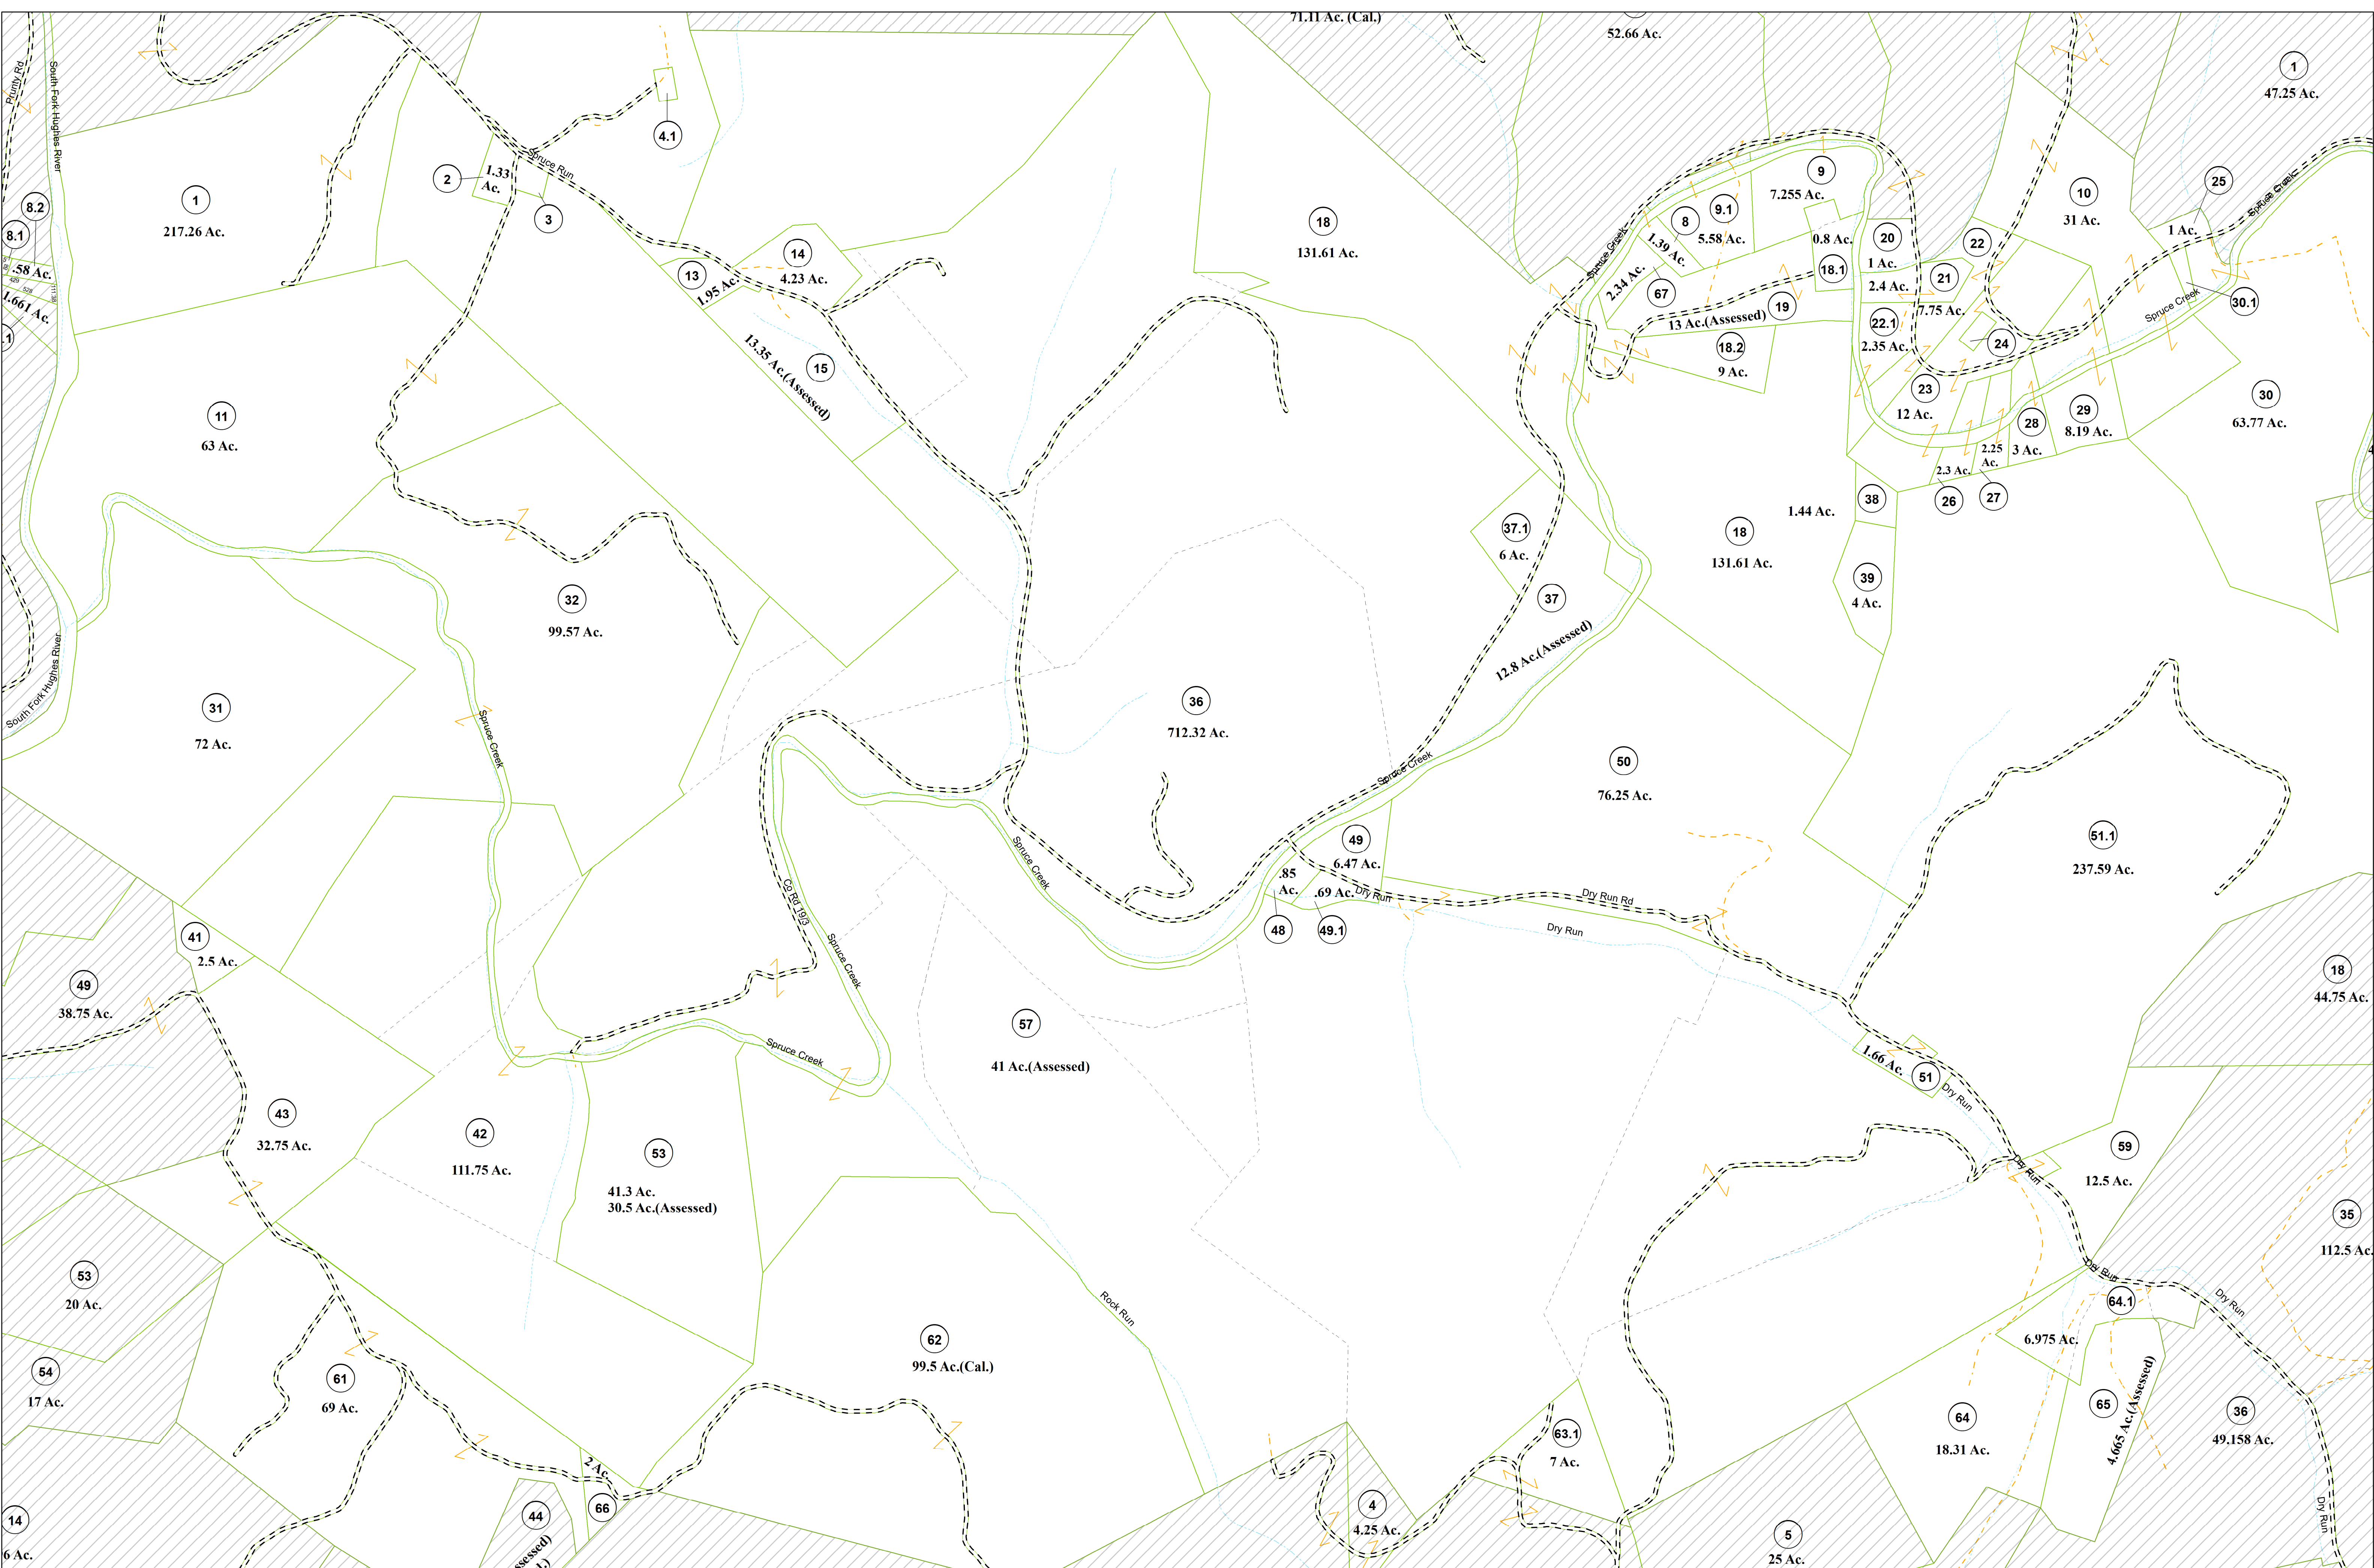 71.11 Ac. (Cal.)
52.66 Ac.
1
47.25 Ac.
Prunty Rd
South Fork Hughes River
4.1
Spruce Run
2
1.33
Ac.
3
1
217.26 Ac.
8.2
8.1
.58 Ac.
1.661 Ac.
14
4.23 Ac.
13
1.95 Ac.
13.35 Ac.(Assessed)
15
18
131.61 Ac.
9
7.255 Ac.
9.1
5.58 Ac.
8
1.39 Ac.
67
2.34 Ac.
Spruce Creek
0.8 Ac.
18.1
19
13 Ac.(Assessed)
18.2
9 Ac.
20
1 Ac.
21
2.4 Ac.
22
7.75 Ac.
22.1
2.35 Ac.
10
31 Ac.
25
1 Ac.
Spruce Creek
Spruce Creek
30.1
24
23
12 Ac.
28
3 Ac.
29
8.19 Ac.
30
63.77 Ac.
2.25
Ac.
2.3 Ac.
26
27
11
63 Ac.
38
1.44 Ac.
18
131.61 Ac.
39
4 Ac.
37.1
6 Ac.
37
12.8 Ac.(Assessed)
32
99.57 Ac.
South Fork Hughes River
31
72 Ac.
Spruce Creek
36
712.32 Ac.
Spruce Creek
50
76.25 Ac.
51.1
237.59 Ac.
49
6.47 Ac.
.85
Ac.
.69 Ac.
Dry Run
Dry Run Rd
Dry Run
48
49.1
Spruce Creek
Co Rd 19/3
Spruce Creek
41
2.5 Ac.
49
38.75 Ac.
18
44.75 Ac.
57
41 Ac.(Assessed)
Spruce Creek
1.66 Ac.
51
Dry Run
43
32.75 Ac.
42
111.75 Ac.
53
41.3 Ac.
30.5 Ac.(Assessed)
59
12.5 Ac.
Dry Run
35
112.5 Ac.
53
20 Ac.
Dry Run
64.1
6.975 Ac.
Dry Run
Rock Run
62
99.5 Ac.(Cal.)
54
17 Ac.
61
69 Ac.
65
4.665 Ac.(Assessed)
36
49.158 Ac.
64
18.31 Ac.
63.1
7 Ac.
2 Ac.
66
44
4
4.25 Ac.
5
25 Ac.
14
6 Ac.
Dry Run